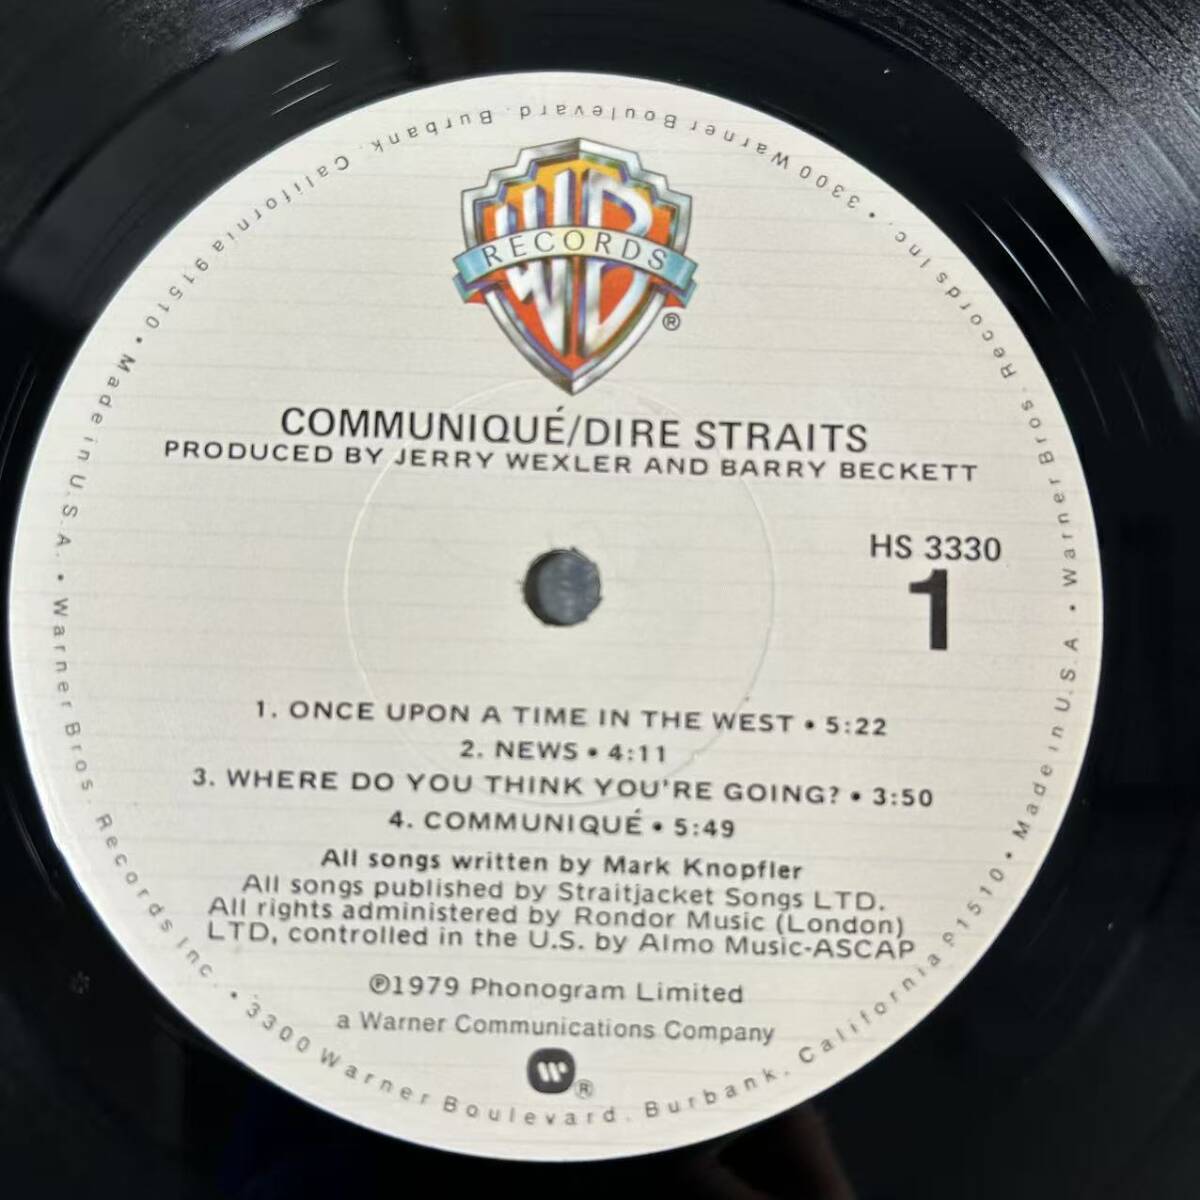 WB
RECORDS
®
COMMUNIQUÉ/DIRE STRAITS
PRODUCED BY JERRY WEXLER AND BARRY BECKETT
HS 3330
1
1. ONCE UPON A TIME IN THE WEST • 5:22
2. NEWS • 4:11
3. WHERE DO YOU THINK YOU'RE GOING? • 3:50
4. COMMUNIQUÉ • 5:49
All songs written by Mark Knopfler
All songs published by Straitjacket Songs LTD.
All rights administered by Rondor Music (London)
LTD, controlled in the U.S. by Almo Music-ASCAP
℗1979 Phonogram Limited
a Warner Communications Company
®
Warner Bros. Records Inc. • 3300 Warner Boulevard. Burbank. California 91510 • Made in U.S.A. • Warner Bros. Records Inc. • 3300 Warner Boulevard. Burbank. California 91510 • Made in U.S.A •